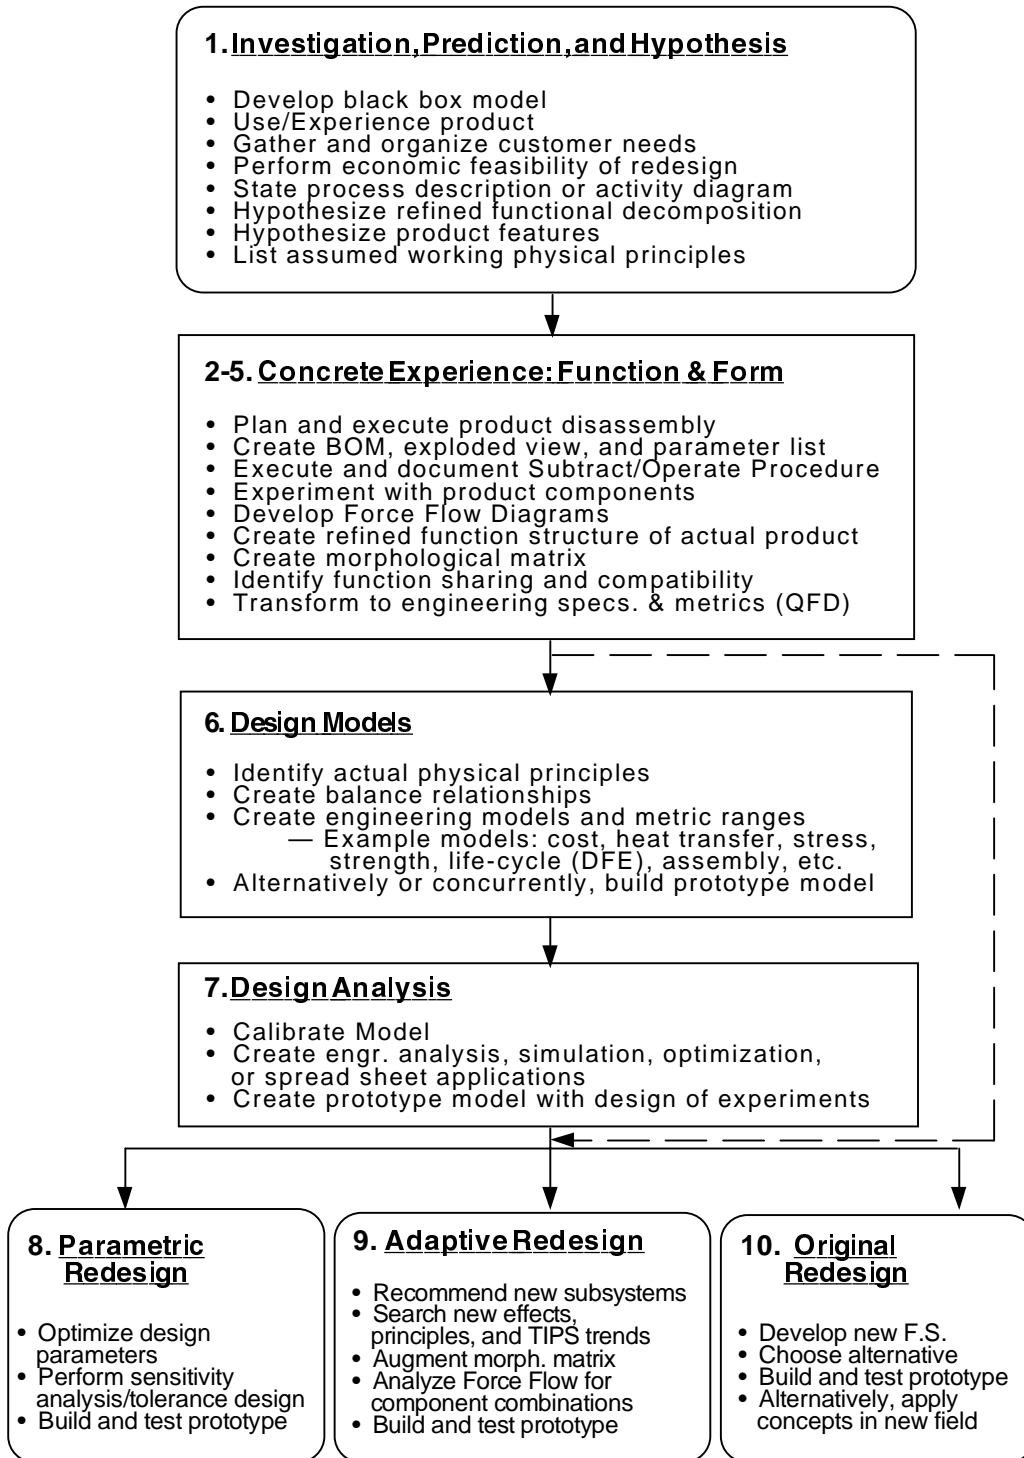 1. Investigation, Prediction, and Hypothesis
• Develop black box model
• Use/Experience product
• Gather and organize customer needs
• Perform economic feasibility of redesign
• State process description or activity diagram
• Hypothesize refined functional decomposition
• Hypothesize product features
• List assumed working physical principles
2-5. Concrete Experience: Function & Form
• Plan and execute product disassembly
• Create BOM, exploded view, and parameter list
• Execute and document Subtract/Operate Procedure
• Experiment with product components
• Develop Force Flow Diagrams
• Create refined function structure of actual product
• Create morphological matrix
• Identify function sharing and compatibility
• Transform to engineering specs. & metrics (QFD)
6. Design Models
• Identify actual physical principles
• Create balance relationships
• Create engineering models and metric ranges
— Example models: cost, heat transfer, stress,
strength, life-cycle (DFE), assembly, etc.
• Alternatively or concurrently, build prototype model
7. Design Analysis
• Calibrate Model
• Create engr. analysis, simulation, optimization,
or spread sheet applications
• Create prototype model with design of experiments
8. Parametric
Redesign
• Optimize design
parameters
• Perform sensitivity
analysis/tolerance design
• Build and test prototype
9. Adaptive Redesign
• Recommend new subsystems
• Search new effects,
principles, and TIPS trends
• Augment morph. matrix
• Analyze Force Flow for
component combinations
• Build and test prototype
10. Original
Redesign
• Develop new F.S.
• Choose alternative
• Build and test prototype
• Alternatively, apply
concepts in new field